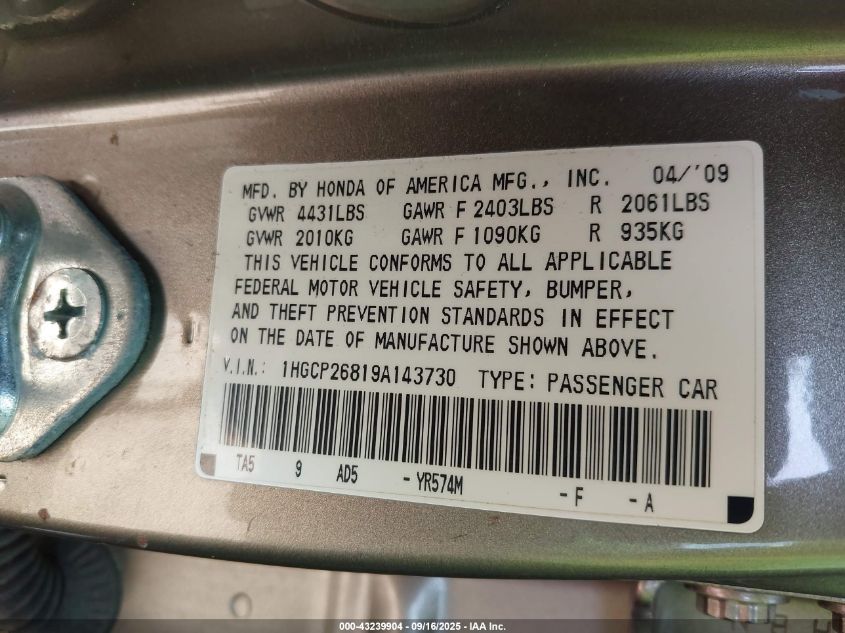 MFD. BY HONDA OF AMERICA MFG., INC. 04/'09
GVWR 4431LBS GAWR F 2403LBS R 2061LBS
GVWR 2010KG GAWR F 1090KG R 935KG
THIS VEHICLE CONFORMS TO ALL APPLICABLE
FEDERAL MOTOR VEHICLE SAFETY, BUMPER,
AND THEFT PREVENTION STANDARDS IN EFFECT
ON THE DATE OF MANUFACTURE SHOWN ABOVE.
V.I.N.: 1HGCP26819A143730 TYPE: PASSENGER CAR
TA5 9 AD5 -YR574M -F -A
000-43239904 - 09/16/2025 - IAA Inc.